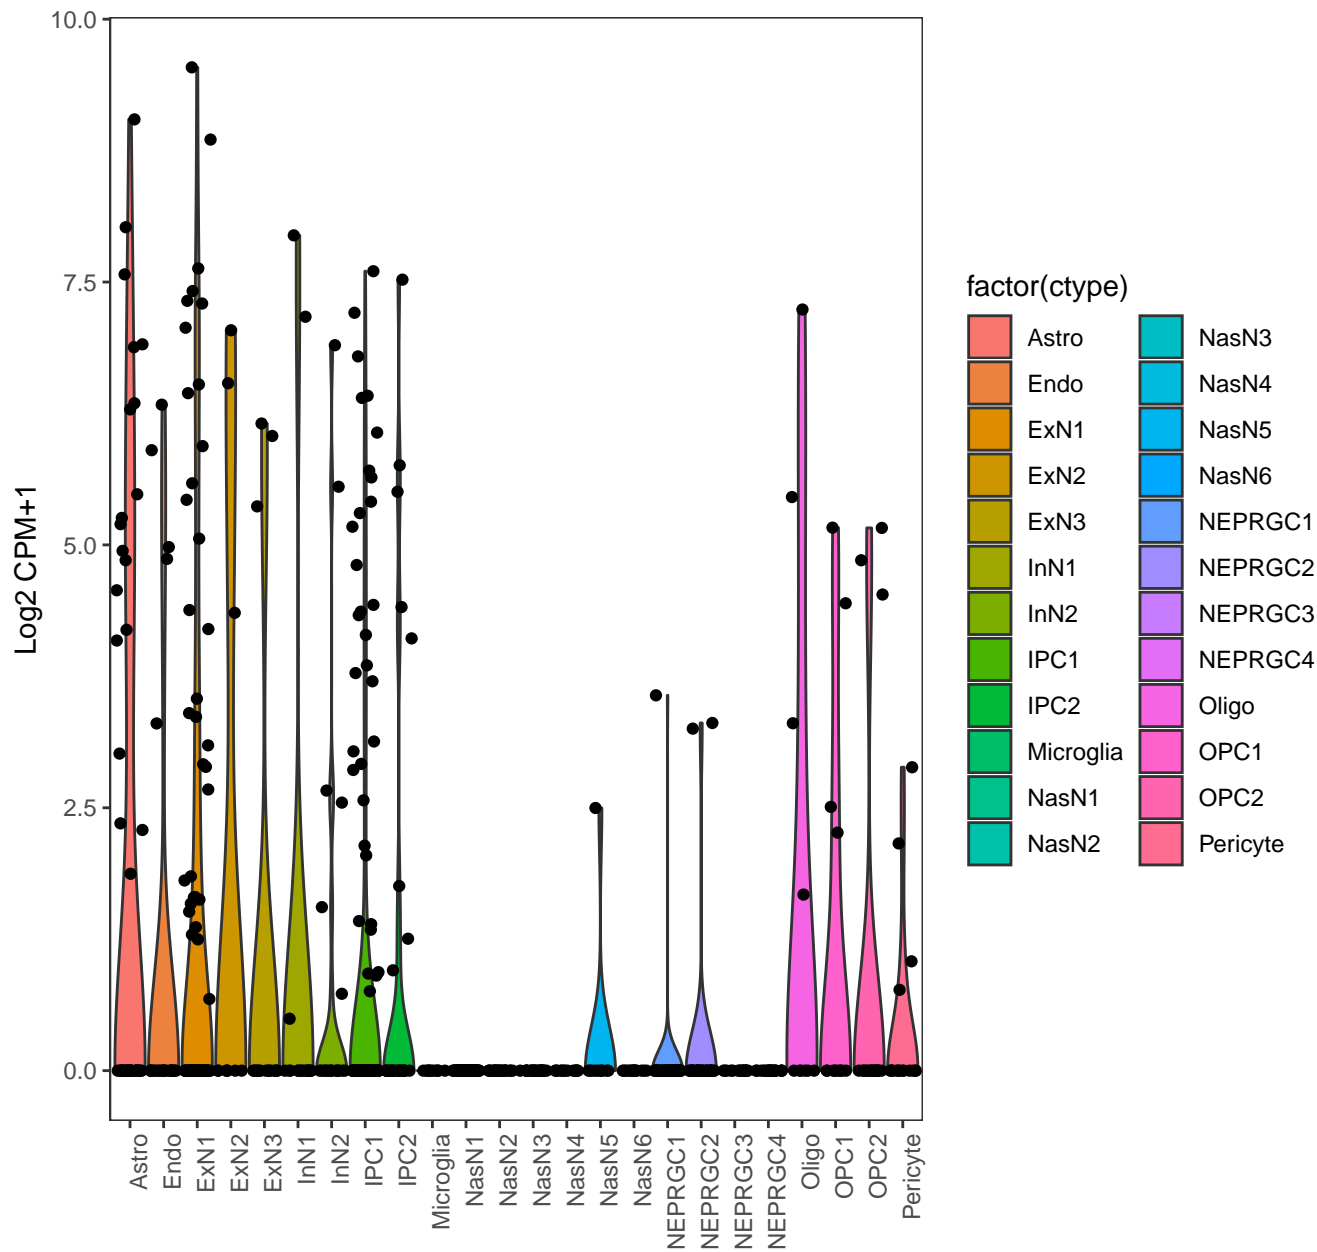 10.0
7.5
5.0
2.5
0.0
Log2 CPM+1
Astro
Endo
ExN1
ExN2
ExN3
InN1
InN2
IPC1
IPC2
Microglia
NasN1
NasN2
NasN3
NasN4
NasN5
NasN6
NEPRGC1
NEPRGC2
NEPRGC3
NEPRGC4
Oligo
OPC1
OPC2
Pericyte
factor(ctype)
Astro
Endo
ExN1
ExN2
ExN3
InN1
InN2
IPC1
IPC2
Microglia
NasN1
NasN2
NasN3
NasN4
NasN5
NasN6
NEPRGC1
NEPRGC2
NEPRGC3
NEPRGC4
Oligo
OPC1
OPC2
Pericyte